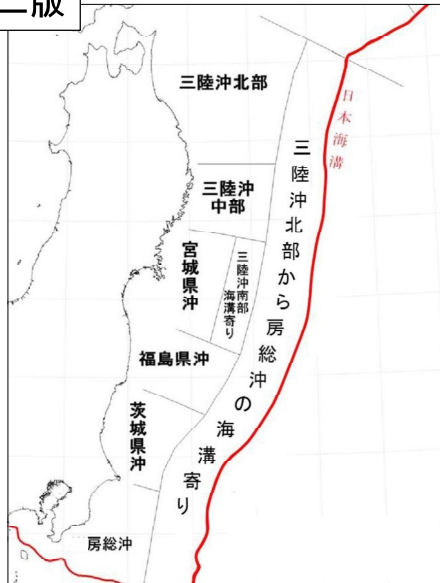 二版
三陸沖北部
日本海溝
三陸沖
中部
三陸沖北部から房総沖の海溝寄り
宮城県沖
三陸沖南部
海溝寄り
福島県沖
茨城県沖
房総沖